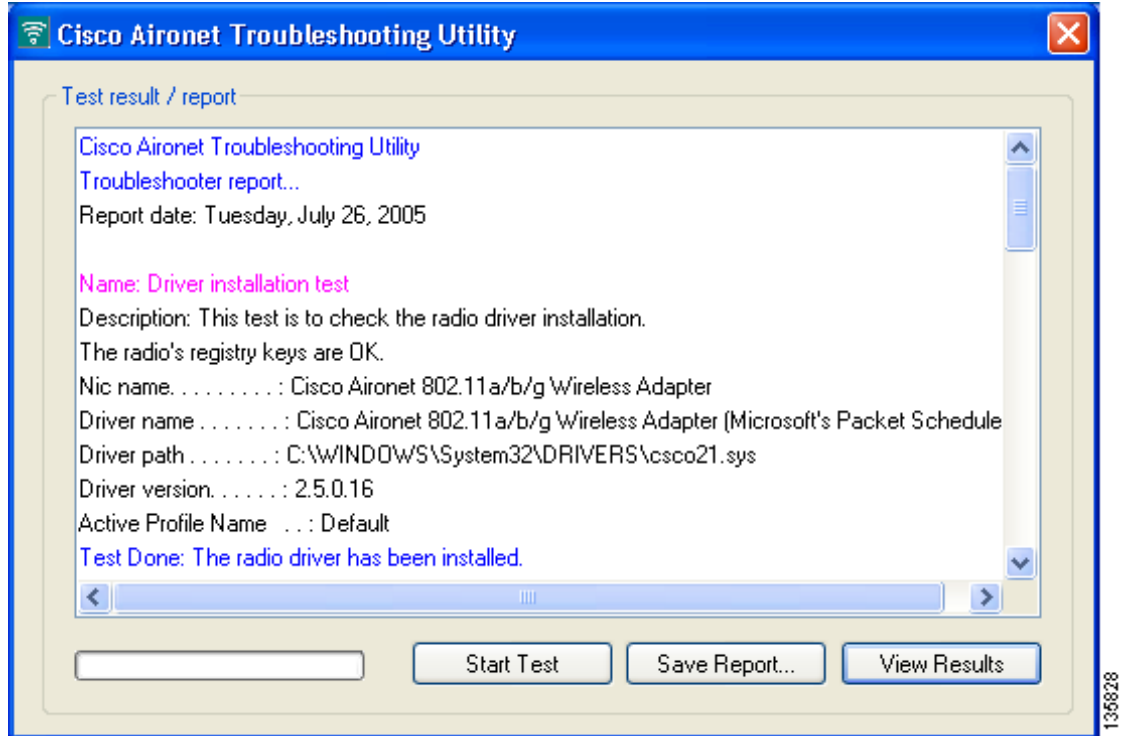 Cisco Aironet Troubleshooting Utility
Test result / report
Cisco Aironet Troubleshooting Utility
Troubleshooter report...
Report date: Tuesday, July 26, 2005
Name: Driver installation test
Description: This test is to check the radio driver installation.
The radio's registry keys are OK.
Nic name. . . . . . . . . : Cisco Aironet 802.11a/b/g Wireless Adapter
Driver name . . . . . . . : Cisco Aironet 802.11a/b/g Wireless Adapter (Microsoft's Packet Schedule
Driver path . . . . . . . : C:\WINDOWS\System32\DRIVERS\csco21.sys
Driver version. . . . . . : 2.5.0.16
Active Profile Name . . : Default
Test Done: The radio driver has been installed.
Start Test
Save Report...
View Results
135828